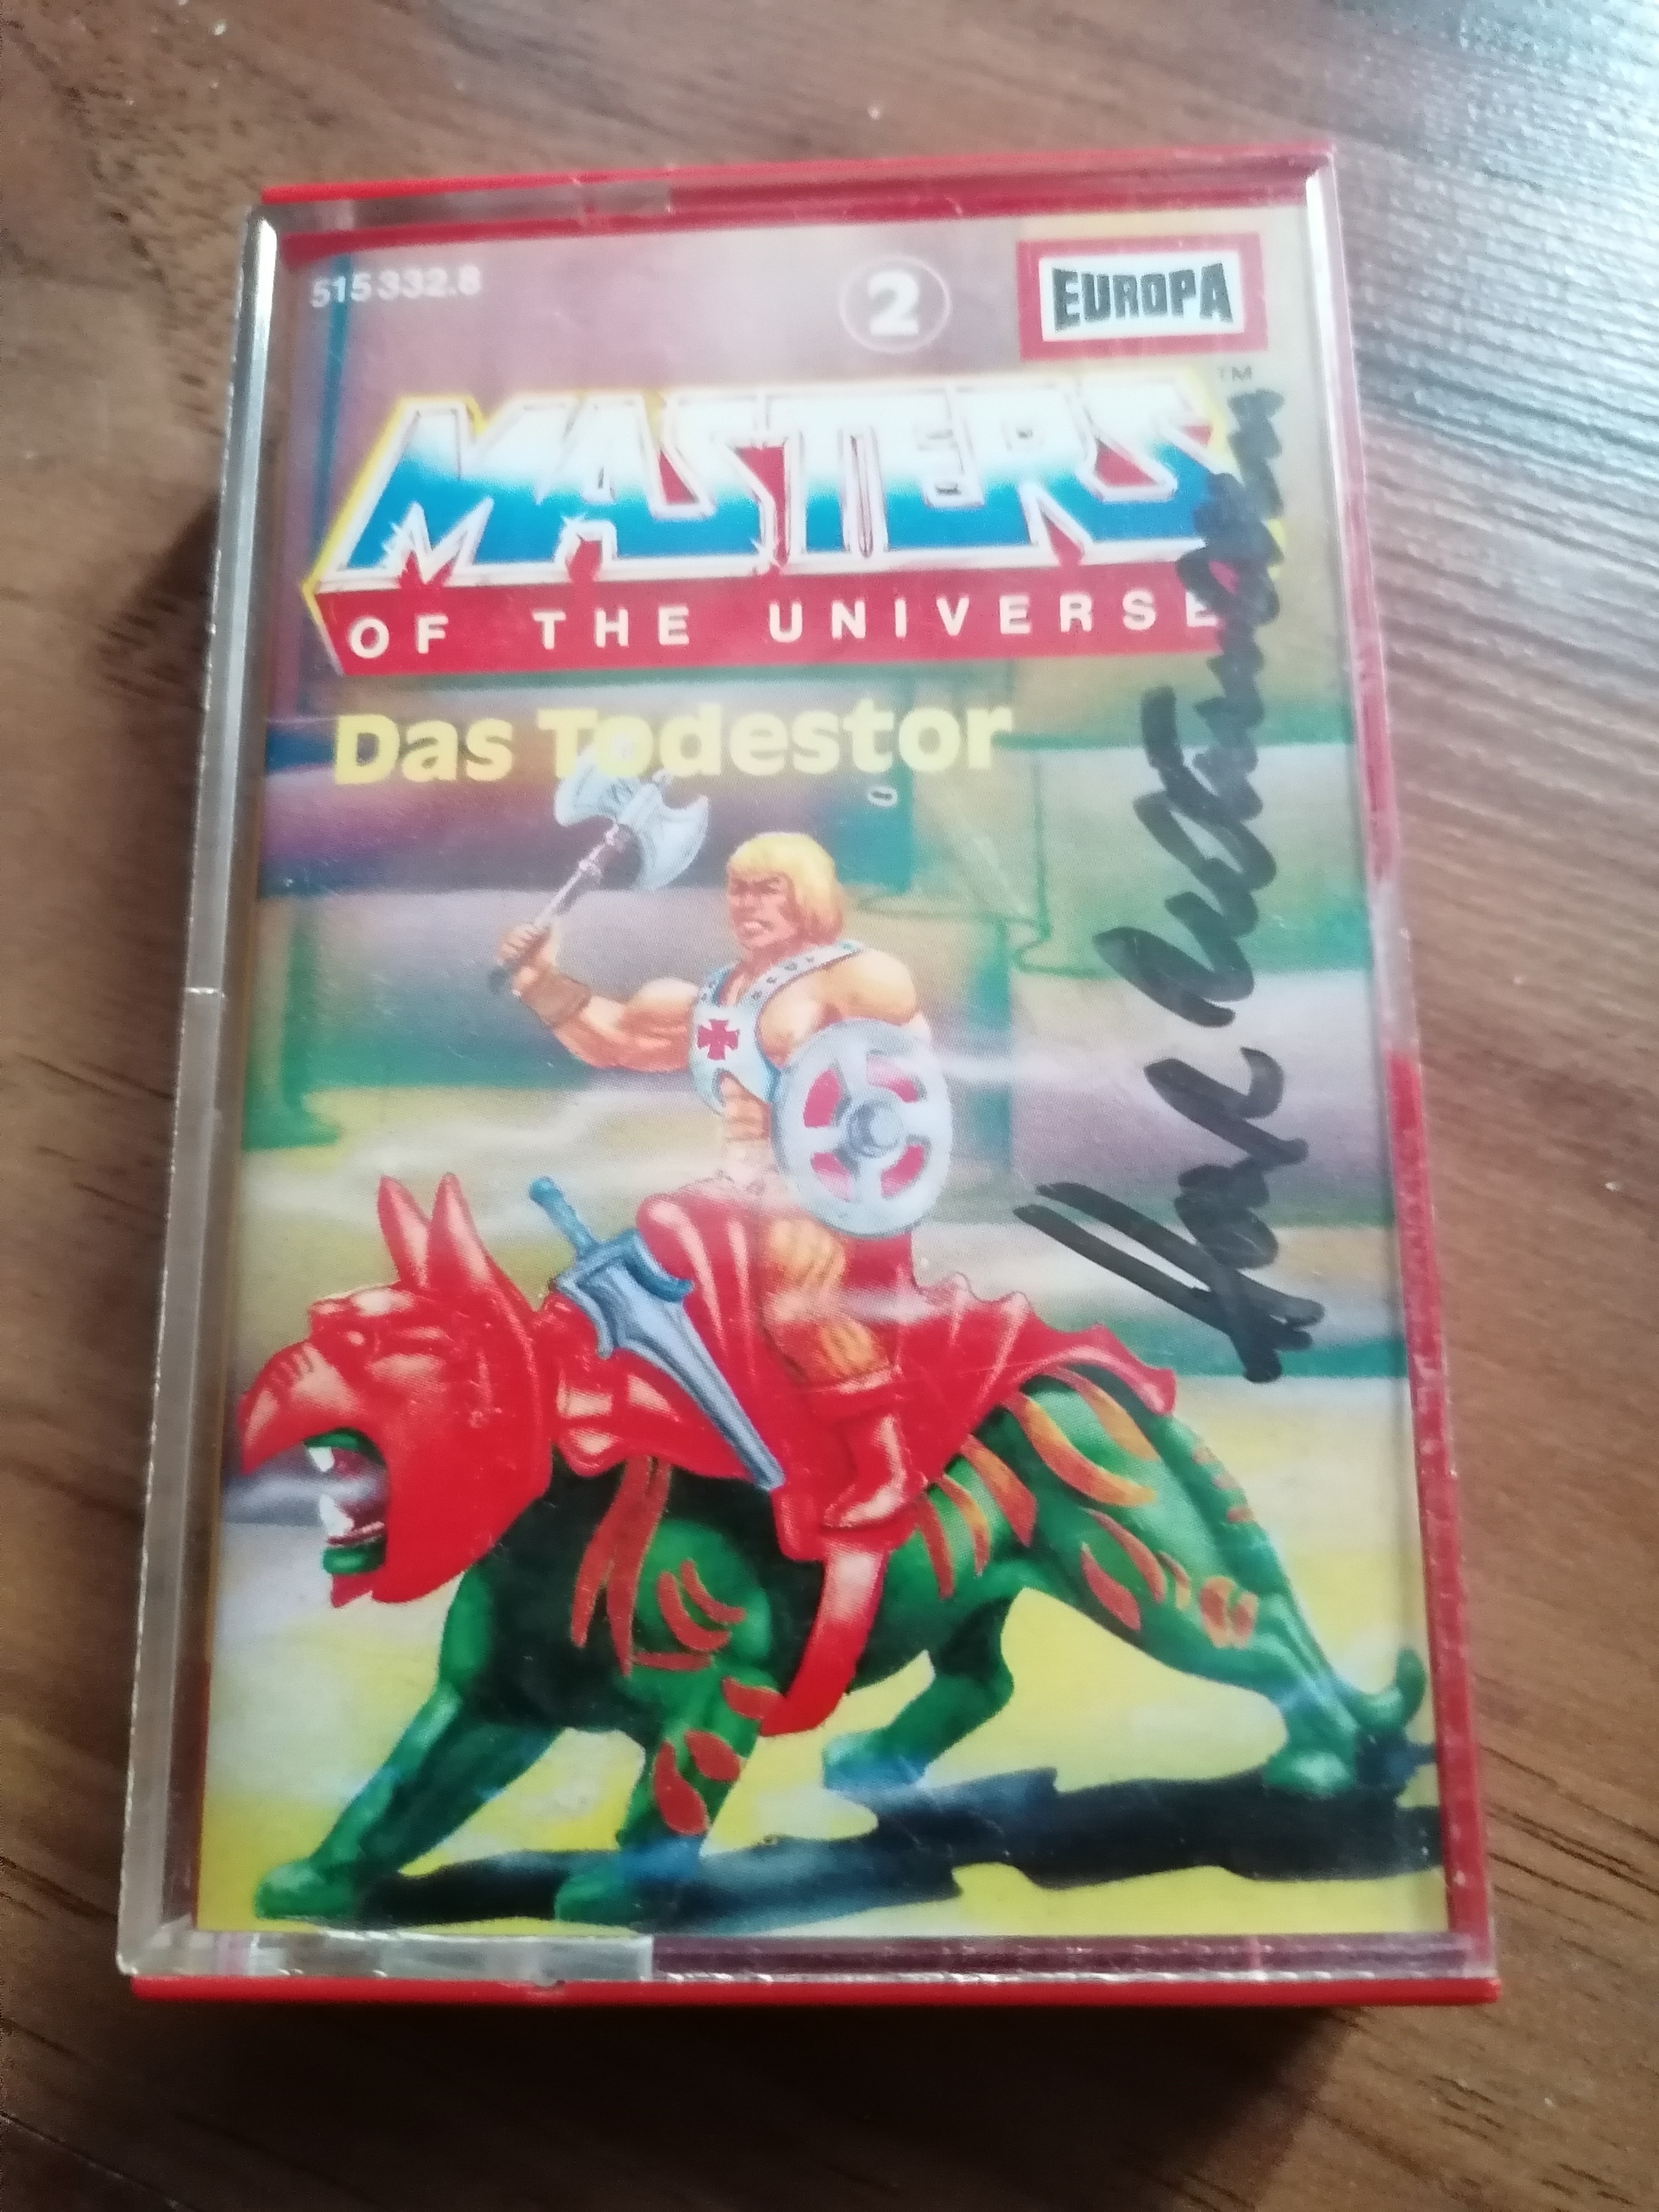 515 332.8
2
EUROPA
MASTERS
TM
OF THE UNIVERSE
Das Todestor